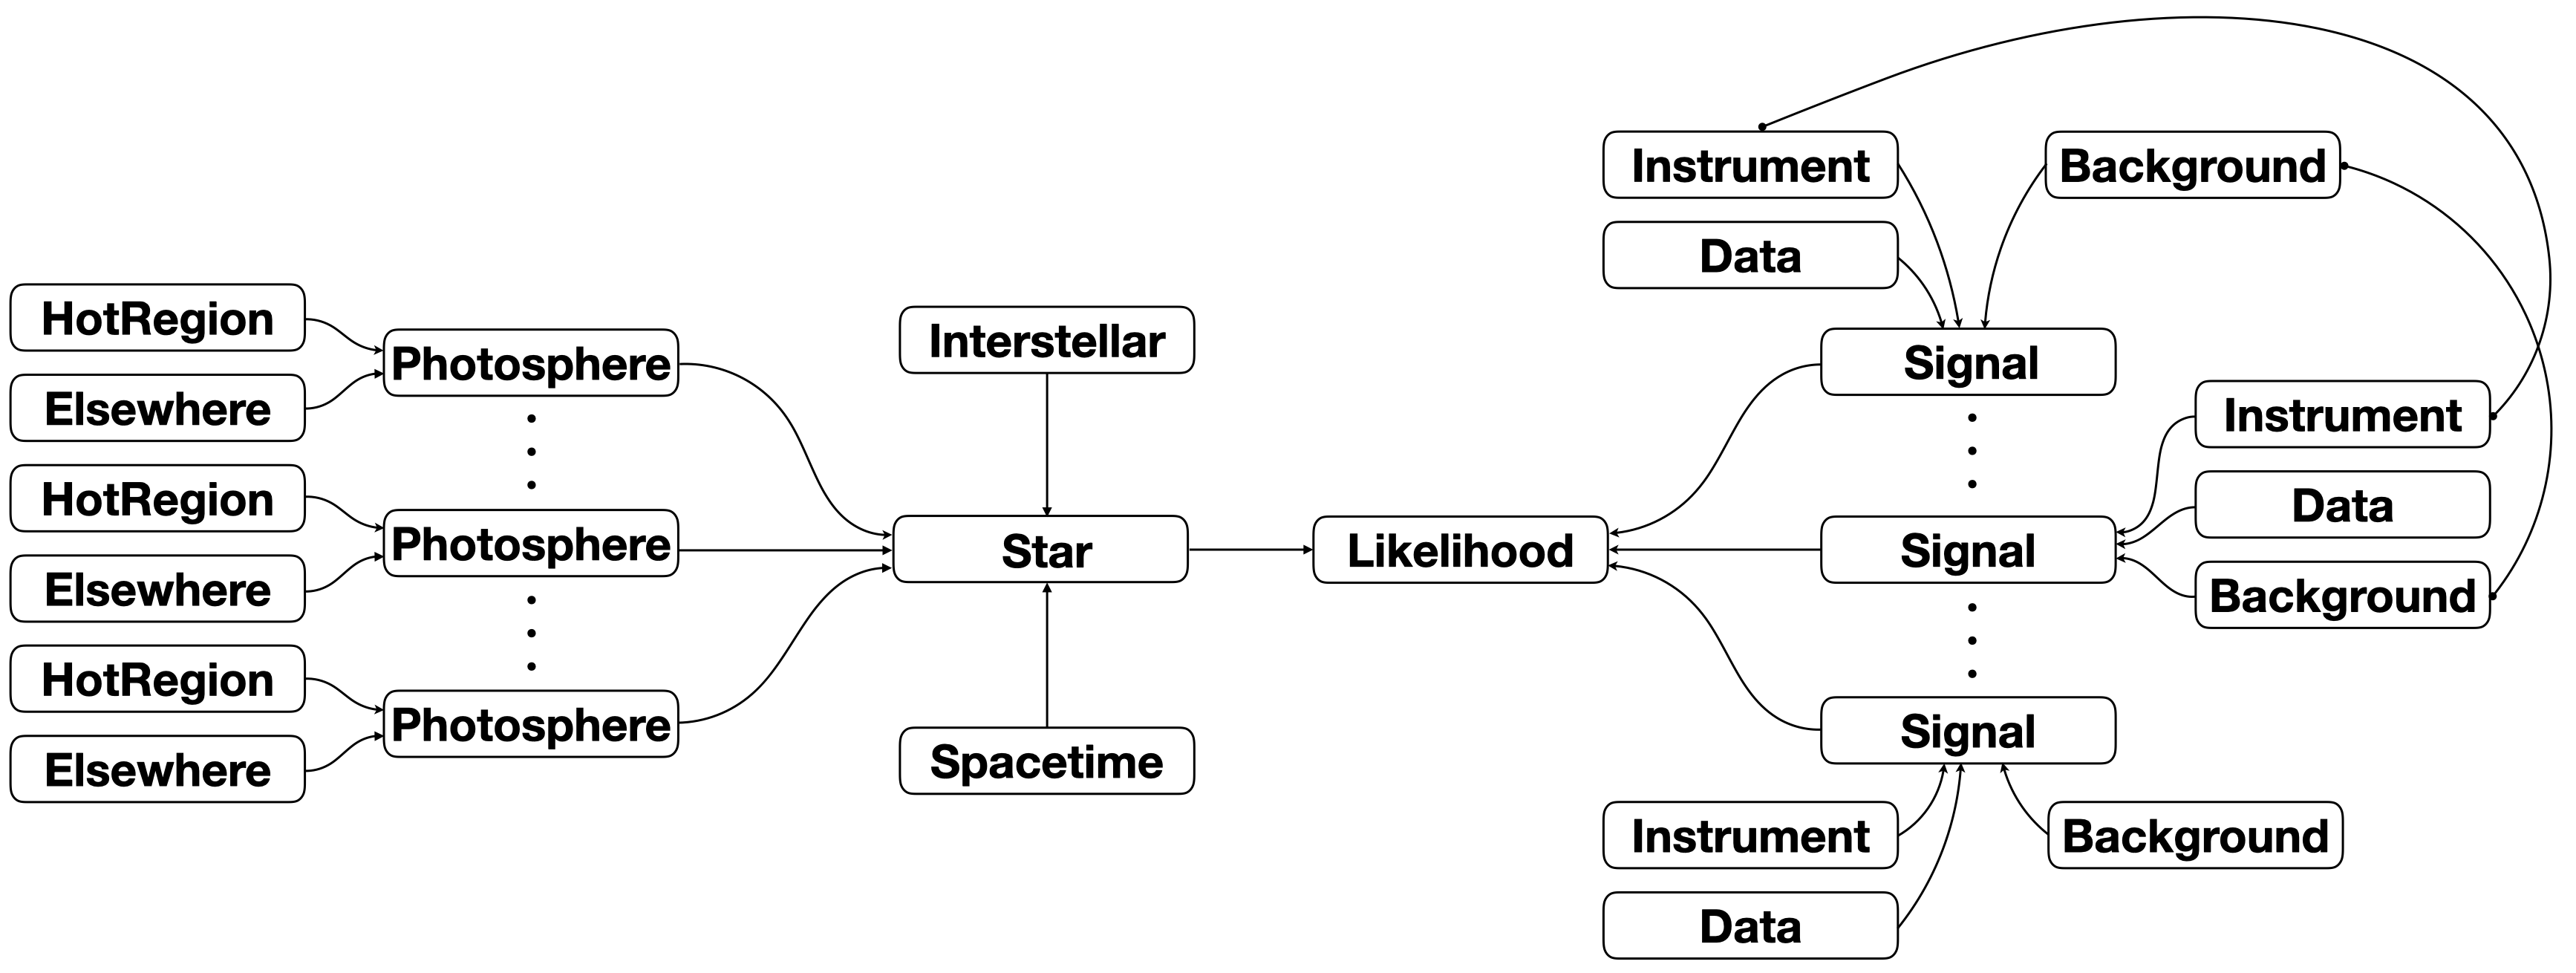 HotRegion
Elsewhere
HotRegion
Elsewhere
HotRegion
Elsewhere
Photosphere
Photosphere
Photosphere
Interstellar
Star
Spacetime
Likelihood
Instrument
Data
Background
Signal
Signal
Instrument
Data
Background
Signal
Instrument
Data
Background